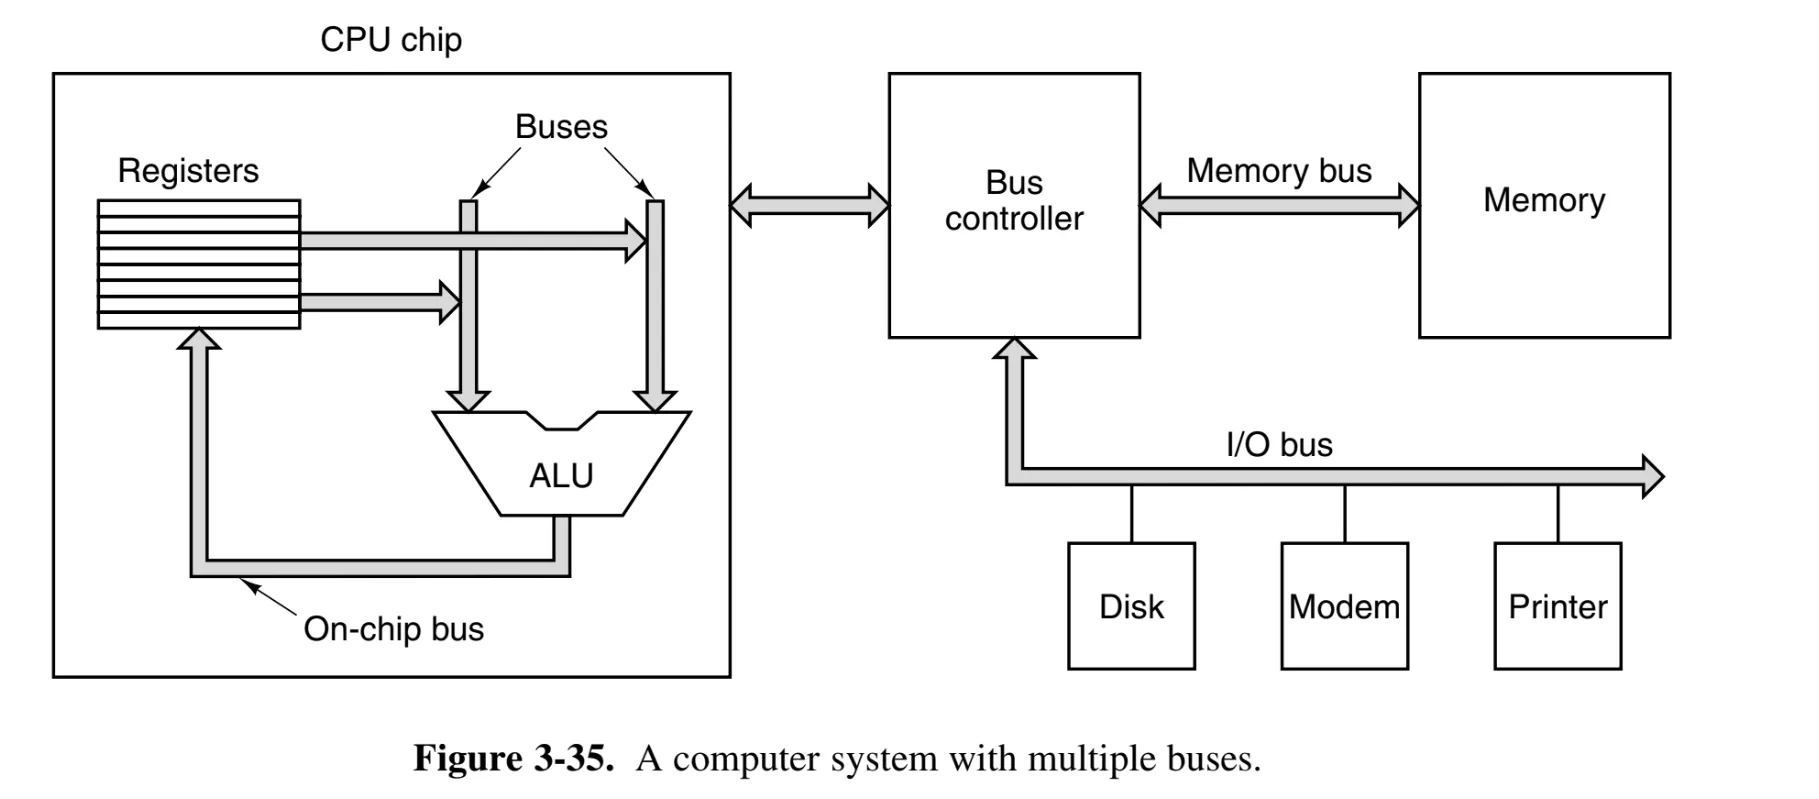 CPU chip
Buses
Registers
ALU
On-chip bus
Bus
controller
Memory bus
Memory
I/O bus
Disk
Modem
Printer
Figure 3-35. A computer system with multiple buses.